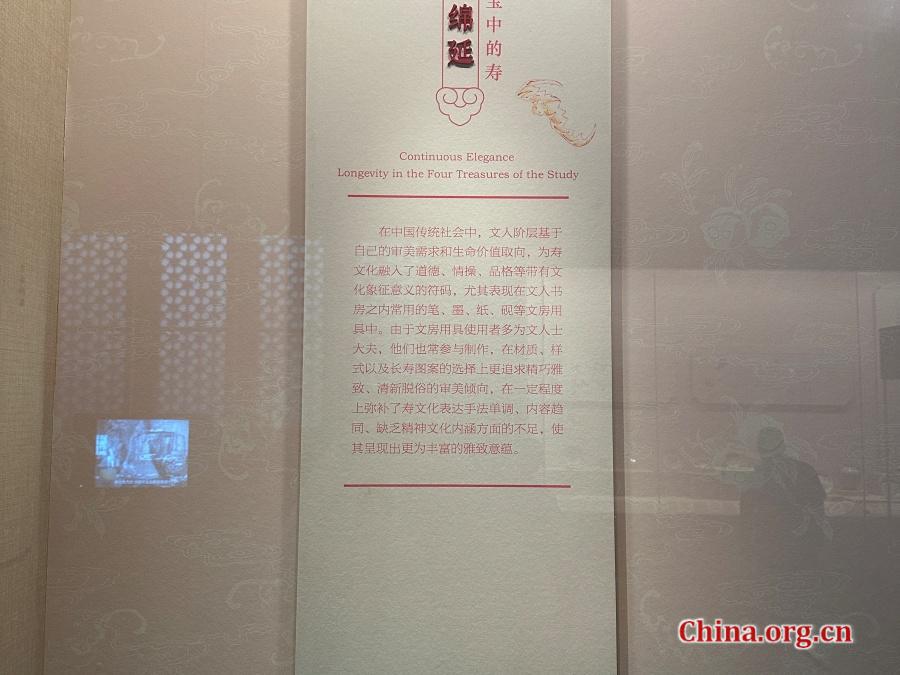 绵延
宝中的寿
Continuous Elegance
Longevity in the Four Treasures of the Study
在中国传统社会中，文人阶层基于
自己的审美需求和生命价值取向，为寿
文化融入了道德、情操、品格等带有文
化象征意义的符码，尤其表现在文人书
房之内常用的笔、墨、纸、砚等文房用
具中。由于文房用具使用者多为文人士
大夫，他们也常参与制作，在材质、样
式以及长寿图案的选择上更追求精巧雅
致、清新脱俗的审美倾向，在一定程度
上弥补了寿文化表达手法单调、内容趋
同、缺乏精神文化内涵方面的不足，使
其呈现出更为丰富的雅致意蕴。
China.org.cn